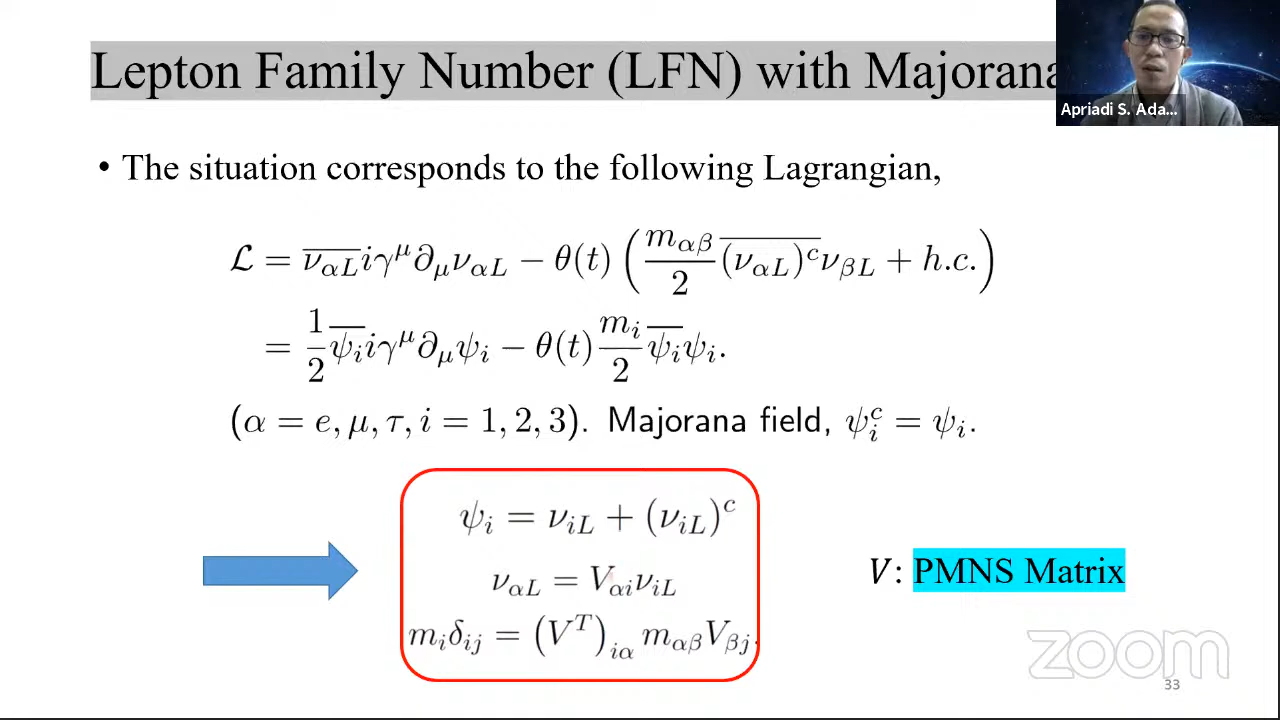 Lepton Family Number (LFN) with Majorana
Apriadi S. Ada...
• The situation corresponds to the following Lagrangian,
ℒ = \overline{ν_{αL}} iγ^μ ∂_μ ν_{αL} − θ(t) ( \frac{m_{αβ}}{2} \overline{(ν_{αL})^c} ν_{βL} + h.c. )
= \frac{1}{2} \overline{ψ_i} iγ^μ ∂_μ ψ_i − θ(t) \frac{m_i}{2} \overline{ψ_i} ψ_i.
(α = e, μ, τ, i = 1, 2, 3). Majorana field, ψ_i^c = ψ_i.
ψ_i = ν_{iL} + (ν_{iL})^c
ν_{αL} = V_{αi} ν_{iL}
m_i δ_{ij} = (V^T)_{iα} m_{αβ} V_{βj}.
V: PMNS Matrix
zoom
33